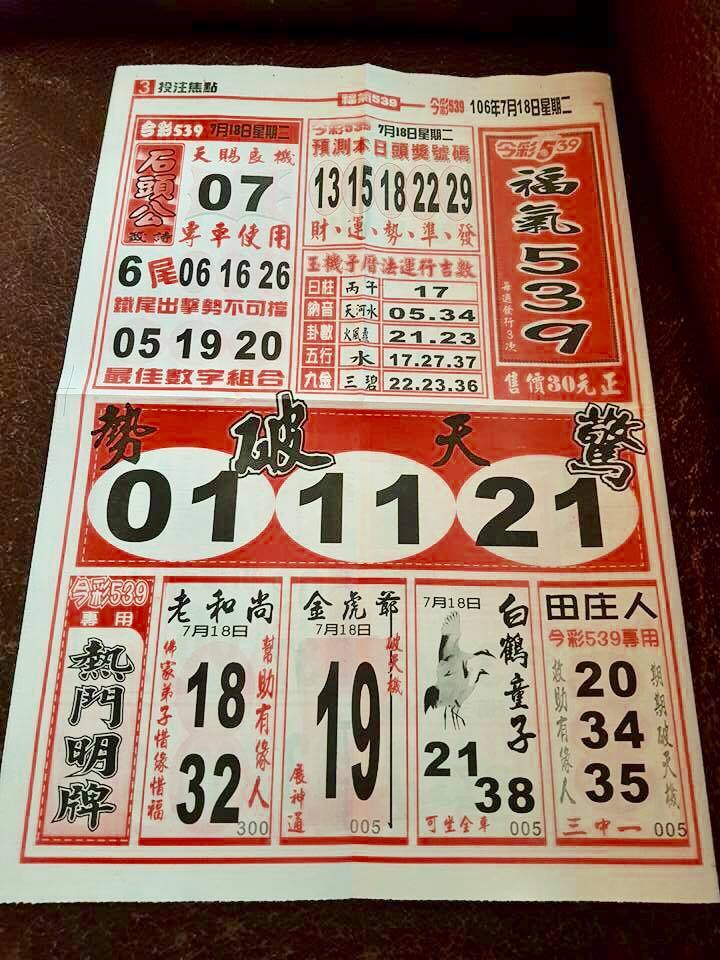 3 投注焦點
福氣539
今彩539 106年7月18日星期二
今彩539 7月18日星期二
石頭公
天賜良機
07
專車使用
6尾 06 16 26
鐵尾出擊勢不可擋
05 19 20
最佳數字組合
今彩539 7月18日星期二
預測本日頭獎號碼
13 15 18 22 29
財、運、勢、準、發
玉機子曆法運行吉數
日柱 丙午 17
納音 天河水 05.34
卦數 21.23
五行 水 17.27.37
九金 三碧 22.23.36
今彩539
福氣539
每週發行3次
售價30元正
勢破天驚
01 11 21
今彩539
專用
熱門明牌
老和尚
7月18日
佛家弟子惜緣惜福
18
32
幫助有緣人
300
金虎爺
7月18日
破天機
19
展神通
005
7月18日
白鶴童子
21
38
可坐全車
005
田庄人
今彩539專用
救助有緣人
20
34
35
期期破天機
三中一
005